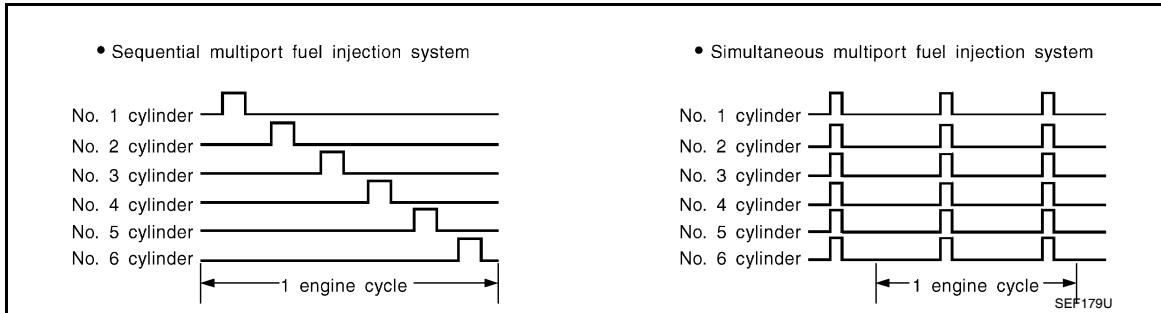 • Sequential multiport fuel injection system
No. 1 cylinder
No. 2 cylinder
No. 3 cylinder
No. 4 cylinder
No. 5 cylinder
No. 6 cylinder
1 engine cycle
• Simultaneous multiport fuel injection system
No. 1 cylinder
No. 2 cylinder
No. 3 cylinder
No. 4 cylinder
No. 5 cylinder
No. 6 cylinder
1 engine cycle
SEF179U